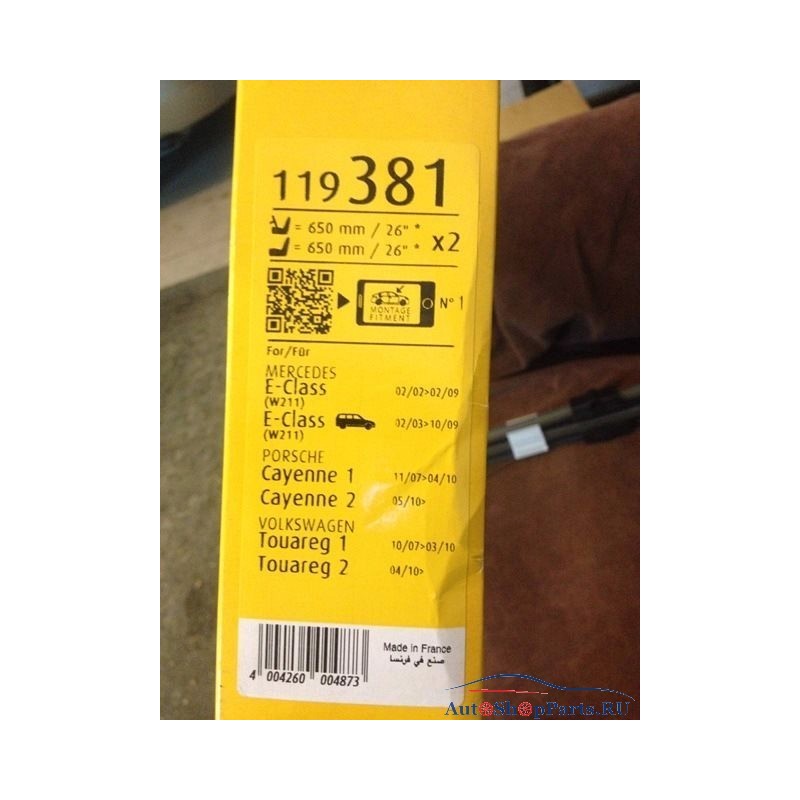 119 381
= 650 mm / 26" *
= 650 mm / 26" *
x2
MONTAGE
FITMENT
N° 1
For/Für
MERCEDES
E-Class 02/02>02/09
(W211)
E-Class 02/03>10/09
(W211)
PORSCHE
Cayenne 1 11/07>04/10
Cayenne 2 05/10>
VOLKSWAGEN
Touareg 1 10/07>03/10
Touareg 2 04/10>
Made in France
صنع في فرنسا
4 004260 004873
AutoShopParts.RU